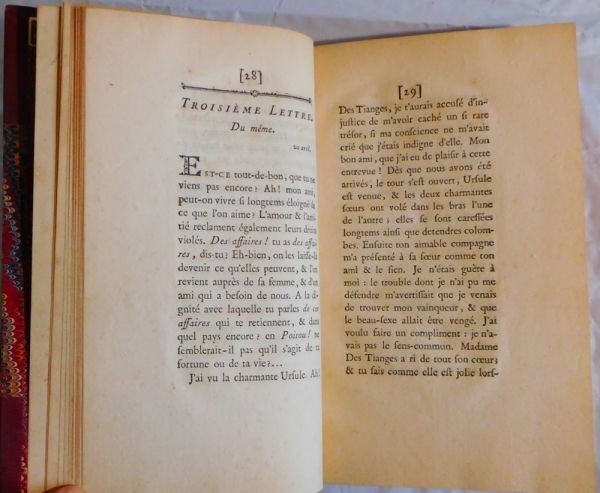 [28]
TROISIÈME LETTRE.
Du même.
20 avril.
EST-CE tout-de-bon, que tu ne
viens pas encore? Ah! mon ami,
peut-on vivre si longtems éloigné de
ce que l'on aime? L'amour & l'ami-
tié reclament également leurs droits
violés. Des affaires! tu as des affai-
res, dis-tu? Eh-bien, on les laisse-là
devenir ce qu'elles peuvent, & l'on
revient auprès de sa femme, & d'un
ami qui a besoin de nous. A la di-
gnité avec laquelle tu parles de ces
affaires qui te retiennent, & dans
quel pays encore? en Poitou! ne
semblerait-il pas qu'il s'agit de ta
fortune ou de ta vie?...
J'ai vu la charmante Ursule. Ah!
[29]
Des Tianges, je t'aurais accusé d'in-
justice de m'avoir caché un si rare
trésor, si ma conscience ne m'avait
crié que j'étais indigne d'elle. Mon
bon ami, que j'ai eu de plaisir à cette
entrevue! Dès que nous avons été
arrivés, le tour s'est ouvert, Ursule
est venue, & les deux charmantes
sœurs ont volé dans les bras l'une
de l'autre; elles se sont caressées
longtems ainsi que detendres colom-
bes. Ensuite ton aimable compagne
m'a présenté à sa sœur comme ton
ami & le sien. Je n'étais guère à
moi: le trouble dont je n'ai pu me
défendre m'avertissait que je venais
de trouver mon vainqueur, & que
le beau-sexe allait être vengé. J'ai
voulu faire un compliment: je n'a-
vais pas le sens-commun. Madame
Des Tianges a ri de tout son cœur;
& tu sais comme elle est jolie lors-